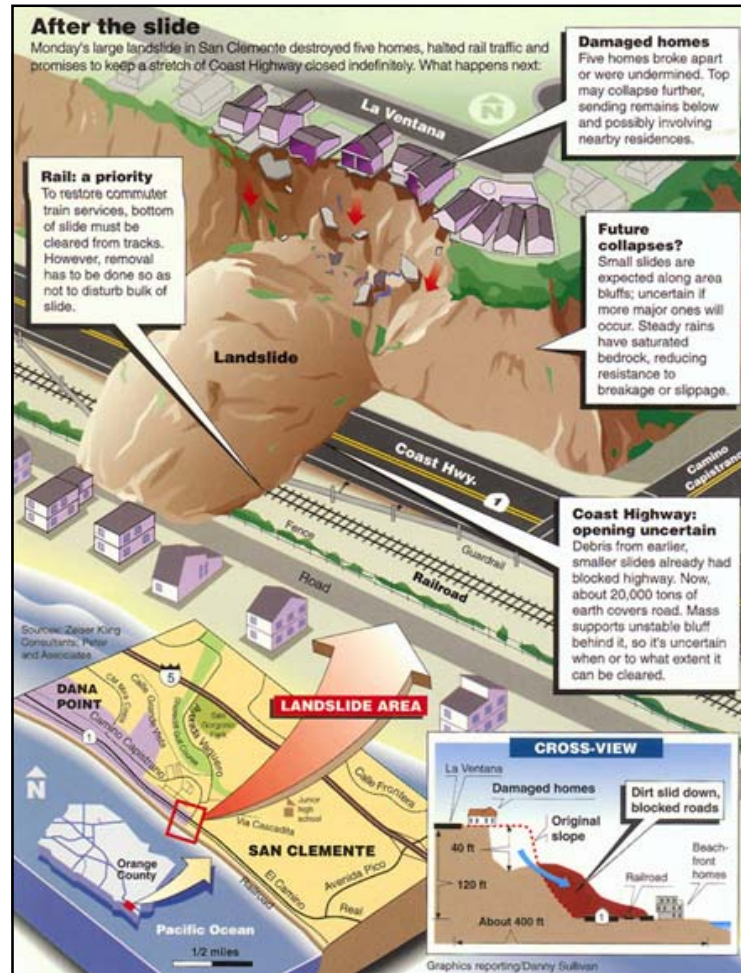 After the slide
Monday's large landslide in San Clemente destroyed five homes, halted rail traffic and
promises to keep a stretch of Coast Highway closed indefinitely. What happens next:
Damaged homes
Five homes broke apart
or were undermined. Top
may collapse further,
sending remains below
and possibly involving
nearby residences.
La Ventana
N
Rail: a priority
To restore commuter
train services, bottom
of slide must be
cleared from tracks.
However, removal
has to be done so as
not to disturb bulk of
slide.
Future
collapses?
Small slides are
expected along area
bluffs; uncertain if
more major ones will
occur. Steady rains
have saturated
bedrock, reducing
resistance to
breakage or slippage.
Landslide
Coast Hwy.
1
Camino
Capistrano
Fence
Guardrail
Railroad
Road
Coast Highway:
opening uncertain
Debris from earlier,
smaller slides already had
blocked highway. Now,
about 20,000 tons of
earth covers road. Mass
supports unstable bluff
behind it, so it's uncertain
when or to what extent it
can be cleared.
Sources: Zeiser Kling
Consultants; Peter
and Associates
DANA
POINT
5
1
Camino Capistrano
LANDSLIDE AREA
Calle Frontera
Junior
high
school
Via Cascadita
SAN CLEMENTE
El Camino
Real
Avenida Pico
Railroad
N
Orange
County
Pacific Ocean
1/2 miles
CROSS-VIEW
La Ventana
Damaged homes
Original
slope
Dirt slid down,
blocked roads
40 ft
120 ft
About 400 ft
1
Railroad
Beach-
front
homes
Graphics reporting/Danny Sullivan